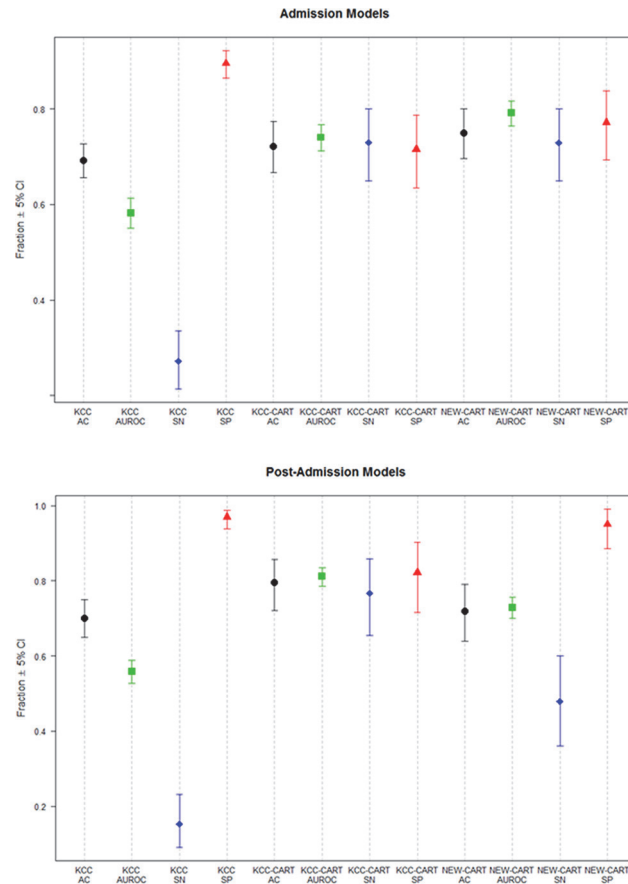 Admission Models
Fraction ± 5% CI
0.8
0.6
0.4
KCC KCC KCC KCC KCC-CART KCC-CART KCC-CART KCC-CART NEW-CART NEW-CART NEW-CART NEW-CART
AC AUROC SN SP AC AUROC SN SP AC AUROC SN SP
Post-Admission Models
Fraction ± 5% CI
1.0
0.8
0.6
0.4
0.2
KCC KCC KCC KCC KCC-CART KCC-CART KCC-CART KCC-CART NEW-CART NEW-CART NEW-CART NEW-CART
AC AUROC SN SP AC AUROC SN SP AC AUROC SN SP